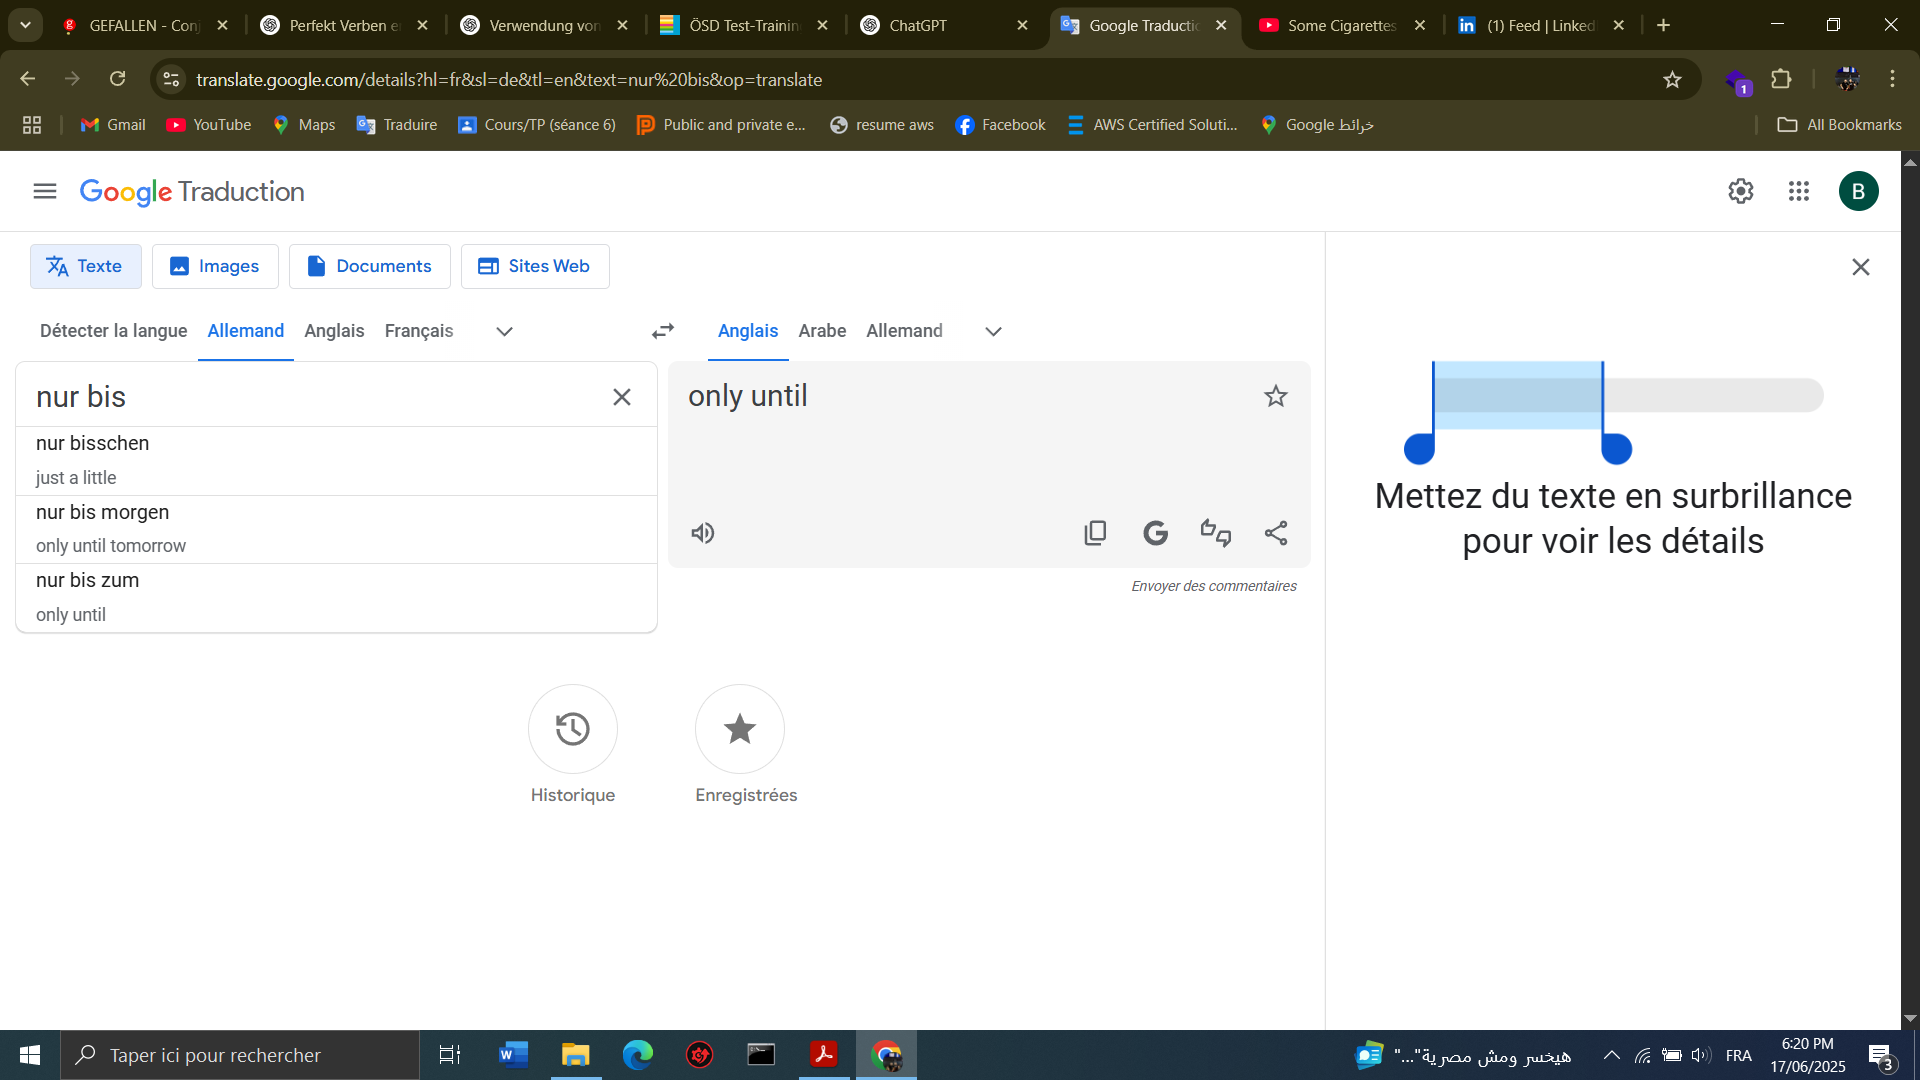 GEFALLEN - Conj
Perfekt Verben e
Verwendung von
ÖSD Test-Trainin
ChatGPT
Google Traductio
Some Cigarettes
(1) Feed | Linked
translate.google.com/details?hl=fr&sl=de&tl=en&text=nur%20bis&op=translate
1
Gmail
YouTube
Maps
Traduire
Cours/TP (séance 6)
Public and private e...
resume aws
Facebook
AWS Certified Soluti...
خرائط Google
All Bookmarks
Google Traduction
B
Texte
Images
Documents
Sites Web
Détecter la langue
Allemand
Anglais
Français
Anglais
Arabe
Allemand
nur bis
only until
nur bisschen
just a little
nur bis morgen
only until tomorrow
nur bis zum
only until
Envoyer des commentaires
Mettez du texte en surbrillance
pour voir les détails
Historique
Enregistrées
Taper ici pour rechercher
هيخسر ومش مصرية"..."
FRA
6:20 PM
17/06/2025
3